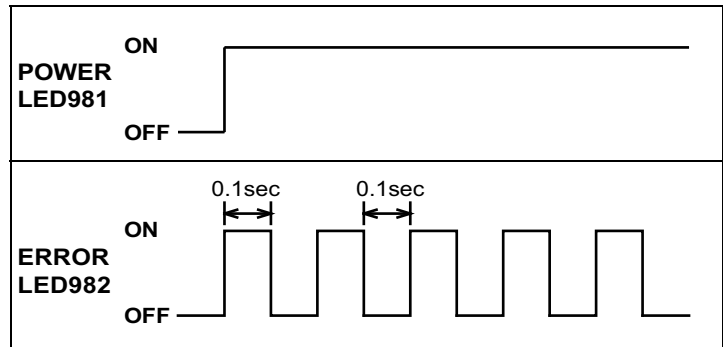 ON
POWER
LED981
OFF
0.1sec 0.1sec
ON
ERROR
LED982
OFF